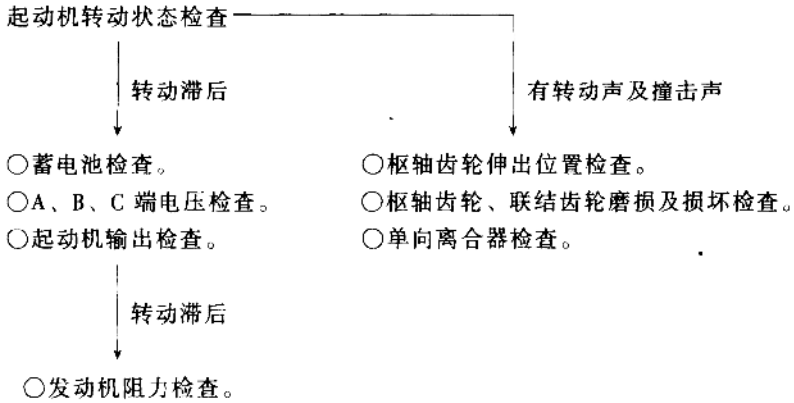 起动机转动状态检查
转动滞后
有转动声及撞击声
○蓄电池检查。
○A、B、C 端电压检查。
○起动机输出检查。
○枢轴齿轮伸出位置检查。
○枢轴齿轮、联结齿轮磨损及损坏检查。
○单向离合器检查。
转动滞后
○发动机阻力检查。